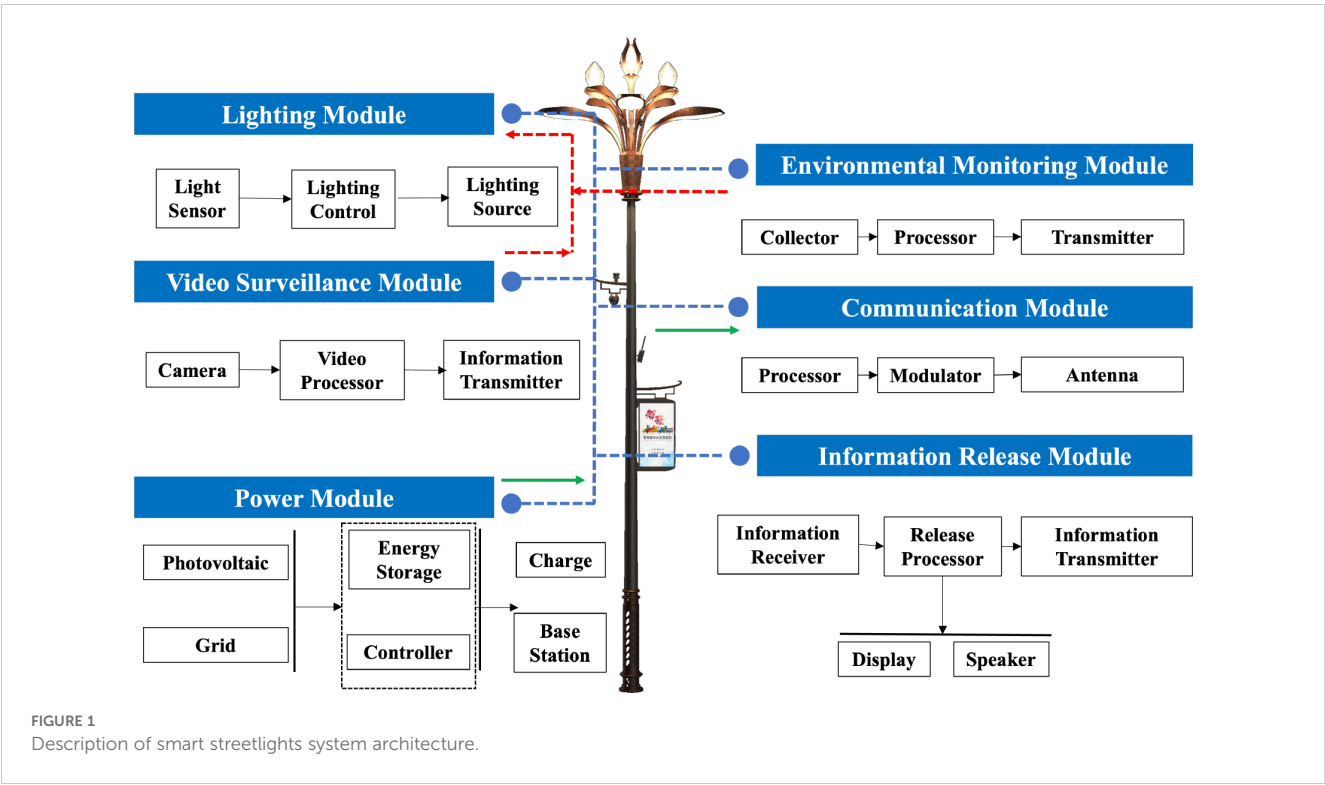 Lighting Module
Light
Sensor
Lighting
Control
Lighting
Source
Environmental Monitoring Module
Collector
Processor
Transmitter
Video Surveillance Module
Camera
Video
Processor
Information
Transmitter
Communication Module
Processor
Modulator
Antenna
Power Module
Photovoltaic
Grid
Energy
Storage
Controller
Charge
Base
Station
Information Release Module
Information
Receiver
Release
Processor
Information
Transmitter
Display
Speaker
FIGURE 1
Description of smart streetlights system architecture.